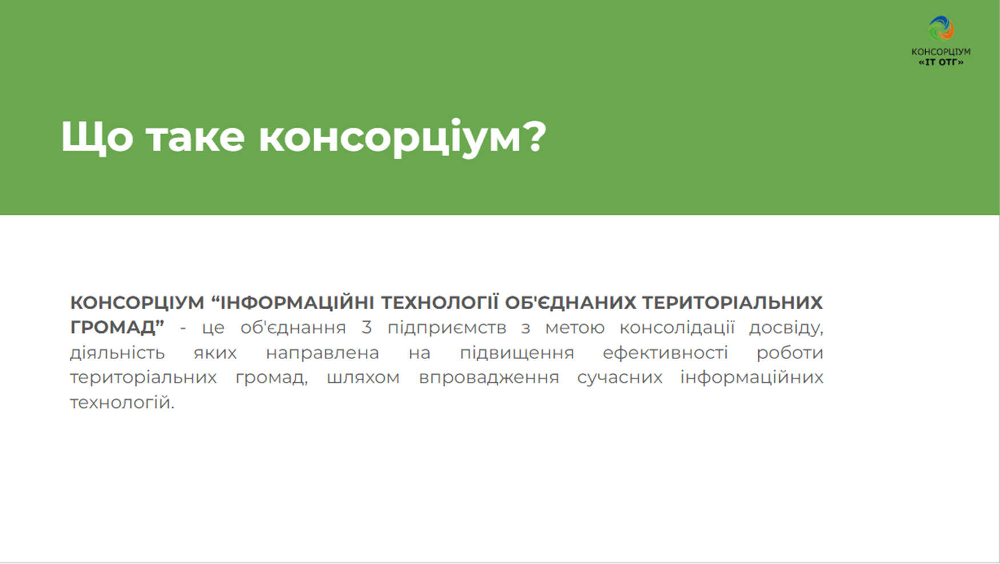 КОНСОРЦІУМ
«ІТ ОТГ»
Що таке консорціум?
КОНСОРЦІУМ “ІНФОРМАЦІЙНІ ТЕХНОЛОГІЇ ОБ'ЄДНАНИХ ТЕРИТОРІАЛЬНИХ
ГРОМАД” - це об'єднання 3 підприємств з метою консолідації досвіду,
діяльність яких направлена на підвищення ефективності роботи
територіальних громад, шляхом впровадження сучасних інформаційних
технологій.